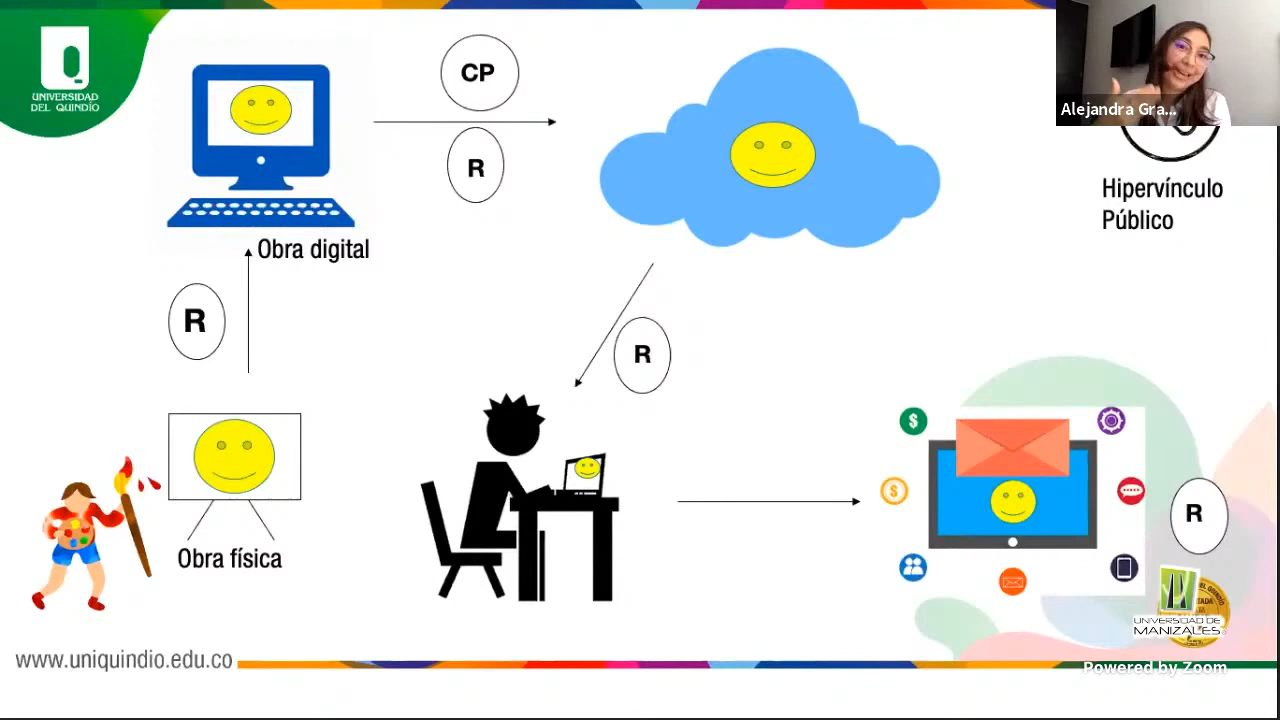 UNIVERSIDAD
DEL QUINDÍO
CP
R
Alejandra Gra...
Hipervínculo
Público
Obra digital
R
R
Obra física
R
$
$
UNIVERSIDAD DE
MANIZALES
www.uniquindio.edu.co
Powered by Zoom